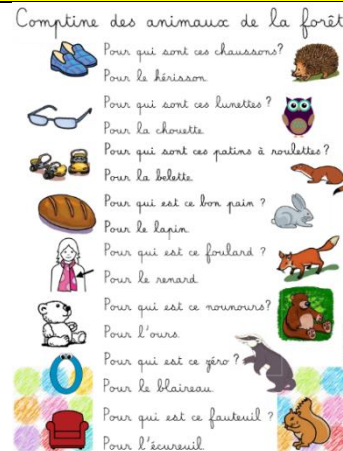 Comptine des animaux de la forêt
Pour qui sont ces chaussons?
Pour le hérisson.
Pour qui sont ces lunettes ?
Pour la chouette.
Pour qui sont ces patins à roulettes ?
Pour la belette.
Pour qui est ce bon pain ?
Pour le lapin.
Pour qui est ce foulard ?
Pour le renard.
Pour qui est ce nounours?
Pour l'ours.
Pour qui est ce zéro ?
Pour le blaireau.
Pour qui est ce fauteuil ?
Pour l'écureuil.